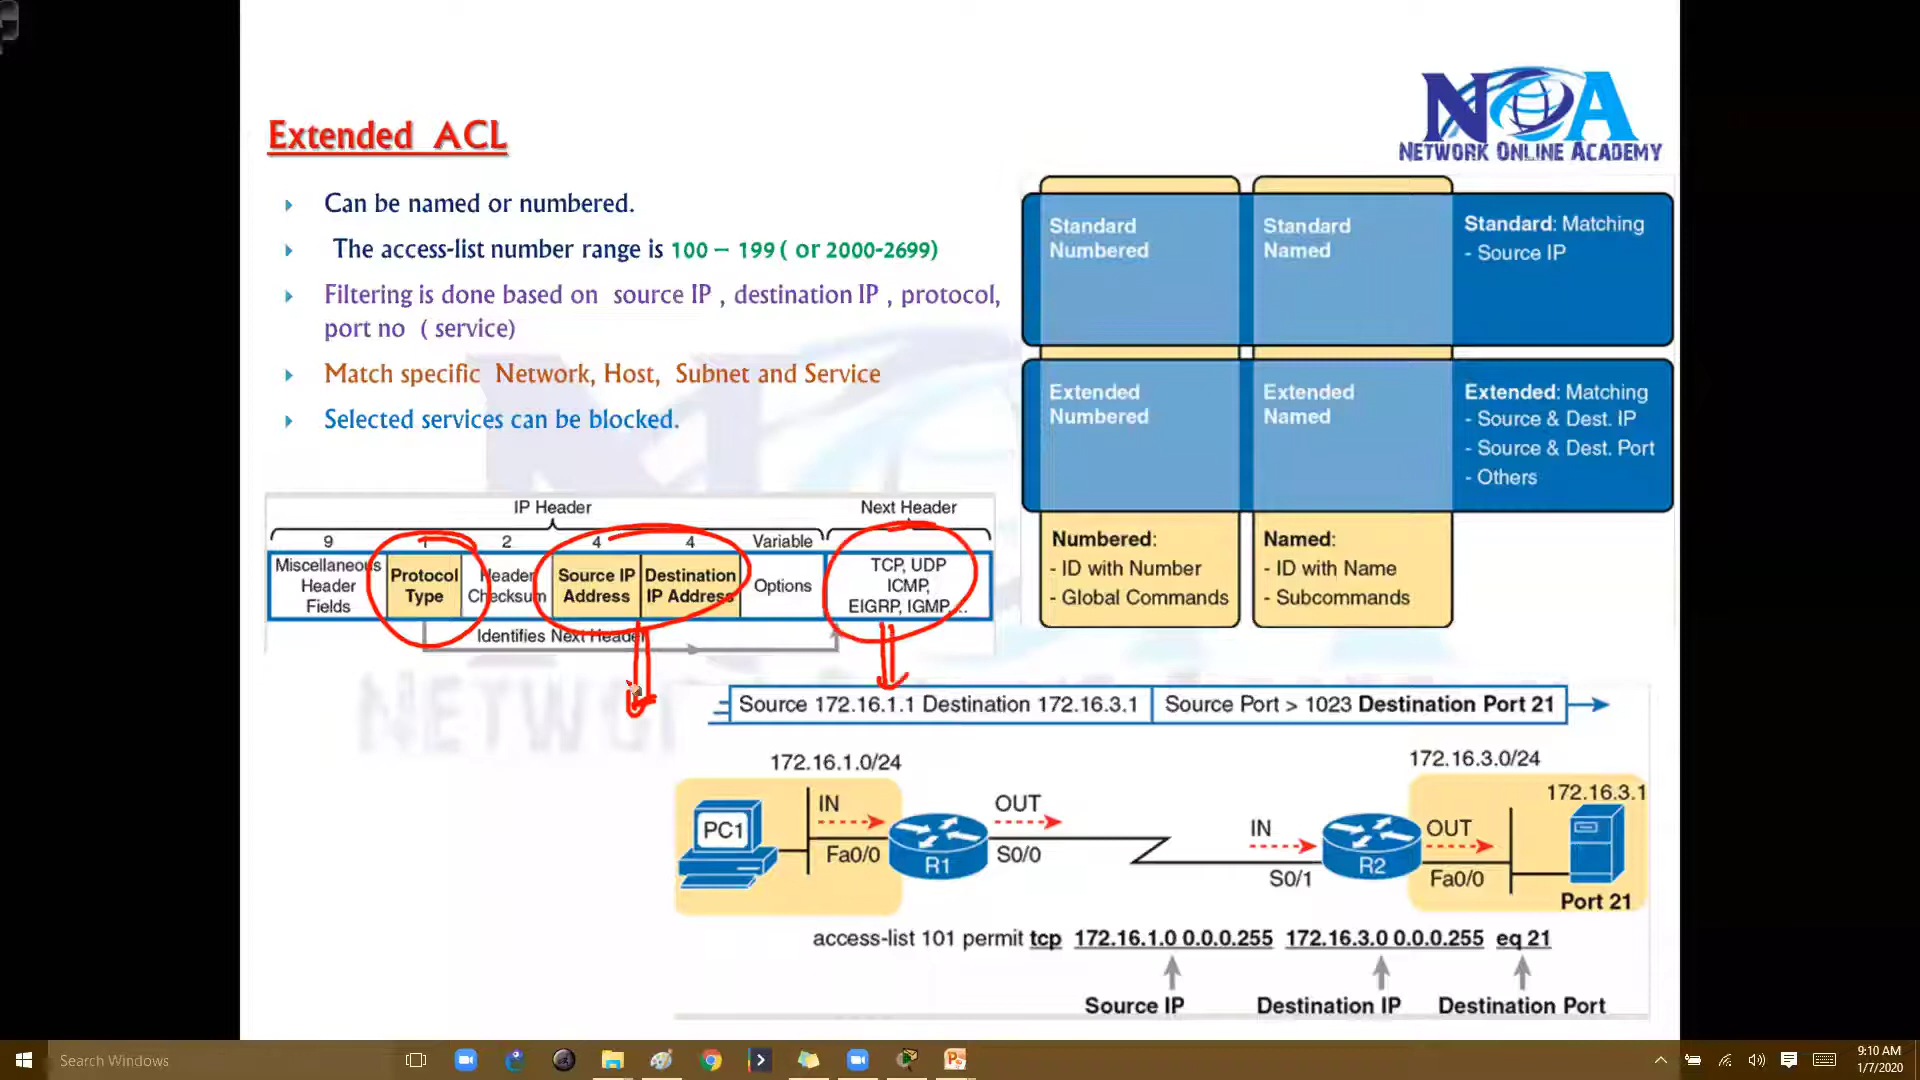 NOA
NETWORK ONLINE ACADEMY
Extended ACL
Can be named or numbered.
The access-list number range is 100 – 199 ( or 2000-2699)
Filtering is done based on source IP , destination IP , protocol,
port no ( service)
Match specific Network, Host, Subnet and Service
Selected services can be blocked.
Standard
Numbered
Standard
Named
Standard: Matching
- Source IP
Extended
Numbered
Extended
Named
Extended: Matching
- Source & Dest. IP
- Source & Dest. Port
- Others
Numbered:
- ID with Number
- Global Commands
Named:
- ID with Name
- Subcommands
IP Header
Next Header
9
1
2
4
4
Variable
Miscellaneous
Header
Fields
Protocol
Type
Header
Checksum
Source IP
Address
Destination
IP Address
Options
TCP, UDP
ICMP,
EIGRP, IGMP,...
Identifies Next Header
NETW
Source 172.16.1.1 Destination 172.16.3.1
Source Port > 1023 Destination Port 21
172.16.1.0/24
172.16.3.0/24
172.16.3.1
PC1
IN
Fa0/0
R1
OUT
S0/0
IN
S0/1
R2
OUT
Fa0/0
Port 21
access-list 101 permit tcp 172.16.1.0 0.0.0.255 172.16.3.0 0.0.0.255 eq 21
Source IP
Destination IP
Destination Port
Search Windows
9:10 AM
1/7/2020